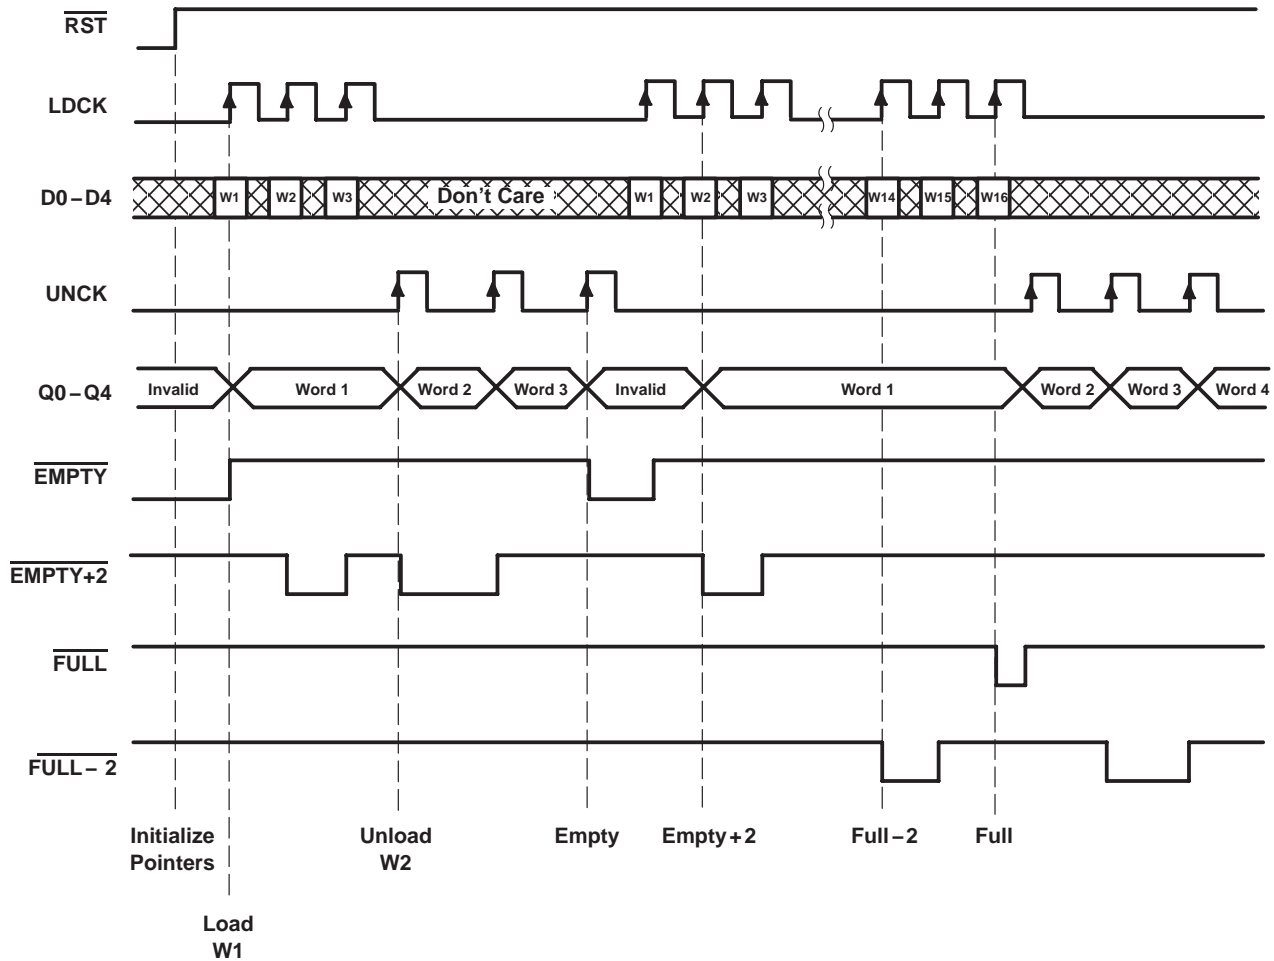 RST
LDCK
D0–D4 W1 W2 W3 Don't Care W1 W2 W3 W14 W15 W16
UNCK
Q0–Q4 Invalid Word 1 Word 2 Word 3 Invalid Word 1 Word 2 Word 3 Word 4
EMPTY
EMPTY+2
FULL
FULL–2
Initialize
Pointers
Load
W1
Unload
W2
Empty
Empty+2
Full–2
Full